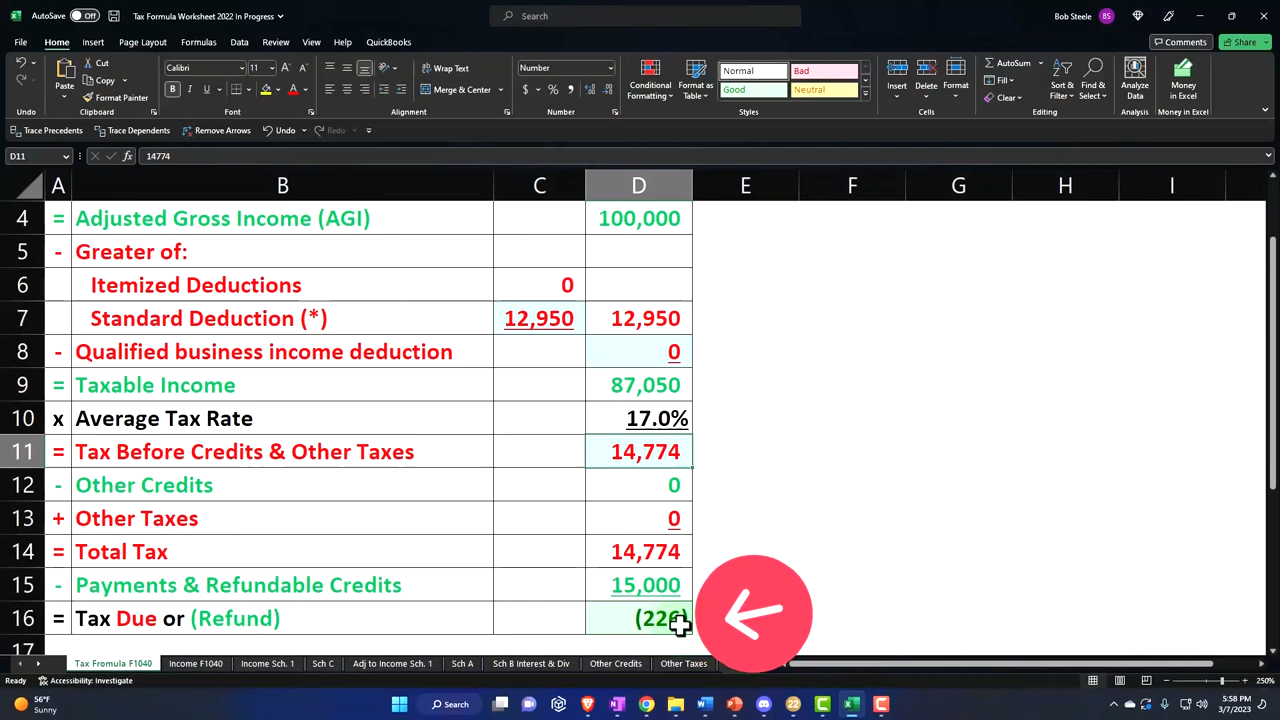 AutoSave Off Tax Formula Worksheet 2022 In Progress Search Bob Steele BS
File Home Insert Page Layout Formulas Data Review View Help QuickBooks Comments Share
Paste Cut Calibri 11 Wrap Text Number Conditional Formatting Format as Table Normal Bad Insert Delete Format AutoSum Sort & Filter Find & Select Analyze Data Money in Excel
Copy Merge & Center Good Neutral Clear
Format Painter
Undo Clipboard Font Alignment Number Styles Cells Editing Analysis Money in Excel
Trace Precedents Trace Dependents Remove Arrows Undo Redo
D11 fx 14774
A B C D E F G H I
4 = Adjusted Gross Income (AGI) 100,000
5 - Greater of:
6 Itemized Deductions 0
7 Standard Deduction (*) 12,950 12,950
8 - Qualified business income deduction 0
9 = Taxable Income 87,050
10 x Average Tax Rate 17.0%
11 = Tax Before Credits & Other Taxes 14,774
12 - Other Credits 0
13 + Other Taxes 0
14 = Total Tax 14,774
15 - Payments & Refundable Credits 15,000
16 = Tax Due or (Refund)
17
Tax Fromula F1040 Income F1040 Income Sch. 1 Sch C Adj to Income Sch. 1 Sch A Sch B Interest & Div Other Credits Other Taxes
Ready Accessibility: Investigate 250%
56°F Sunny Search 5:58 PM 3/7/2023